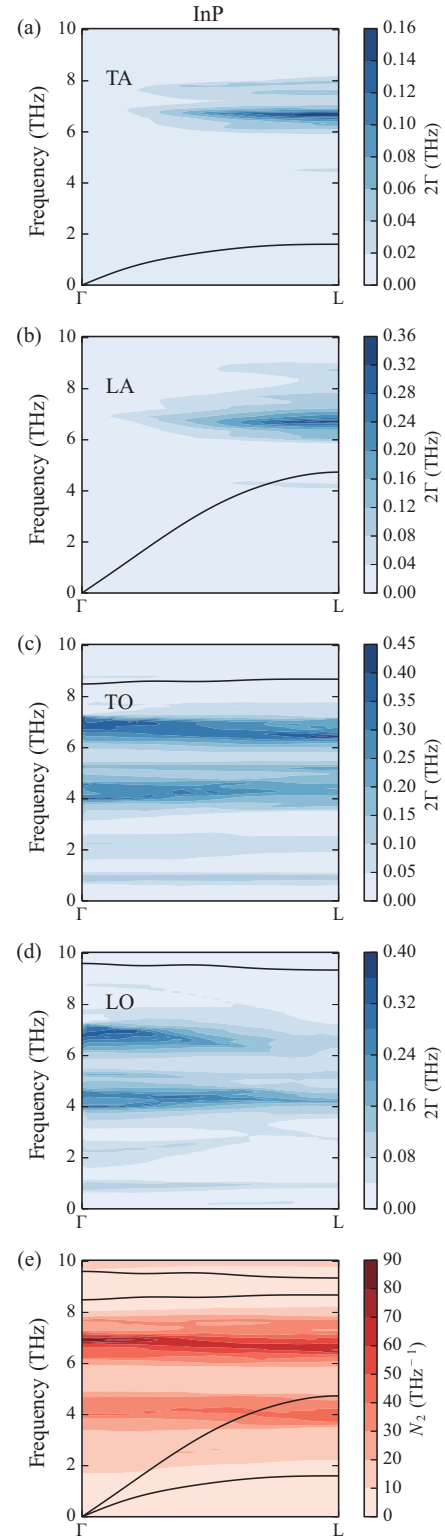 InP
(a)
TA
Frequency (THz)
10
8
6
4
2
0
Γ
L
0.16
0.14
0.12
0.10
0.08
0.06
0.04
0.02
0.00
2Γ (THz)
(b)
LA
Frequency (THz)
10
8
6
4
2
0
Γ
L
0.36
0.32
0.28
0.24
0.20
0.16
0.12
0.08
0.04
0.00
2Γ (THz)
(c)
TO
Frequency (THz)
10
8
6
4
2
0
Γ
L
0.45
0.40
0.35
0.30
0.25
0.20
0.15
0.10
0.05
0.00
2Γ (THz)
(d)
LO
Frequency (THz)
10
8
6
4
2
0
Γ
L
0.40
0.32
0.24
0.16
0.08
0.00
2Γ (THz)
(e)
Frequency (THz)
10
8
6
4
2
0
Γ
L
90
80
70
60
50
40
30
20
10
0
N₂ (THz⁻¹)